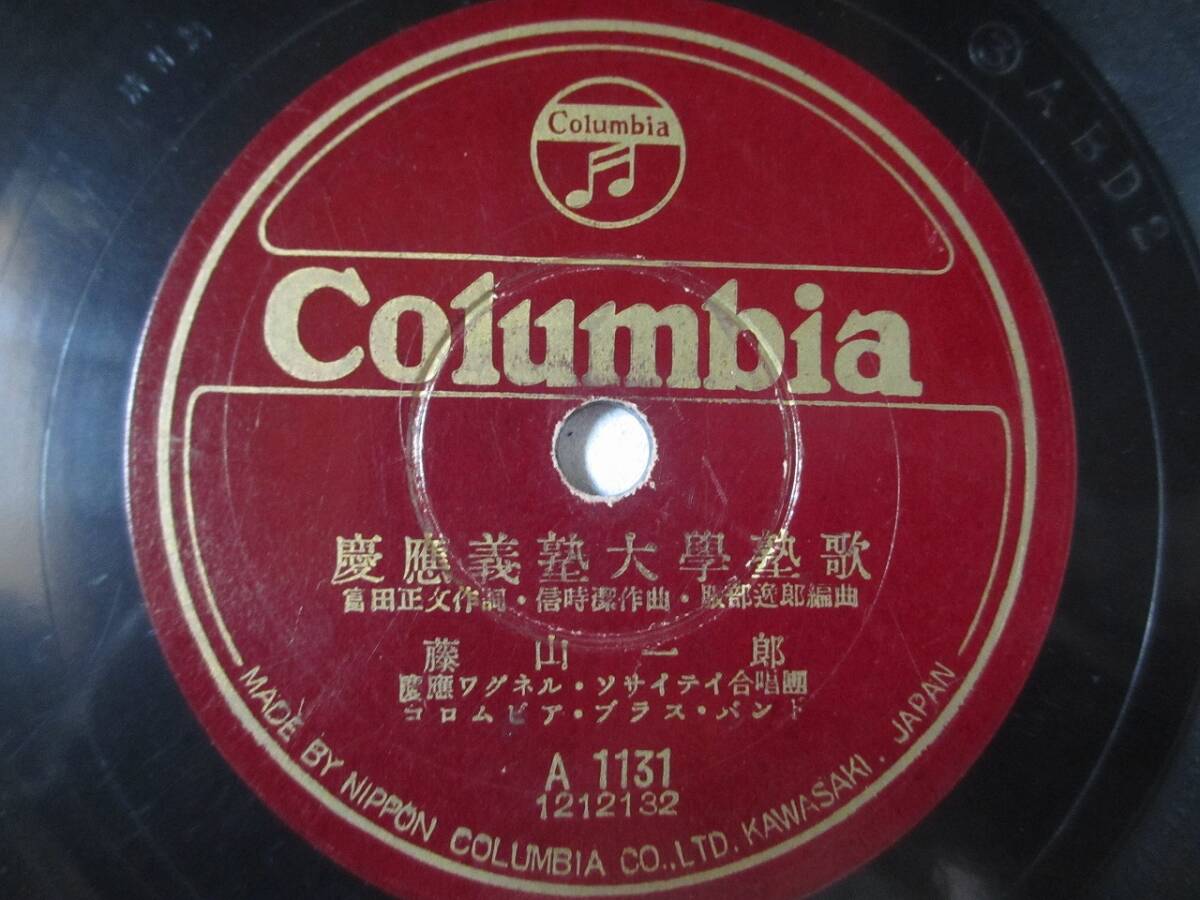 Columbia
Columbia
慶應義塾大學塾歌
富田正文作詞・信時潔作曲・服部逸郎編曲
藤山一郎
慶應ワグネル・ソサイテイ合唱團
コロムビア・ブラス・バンド
A 1131
1212132
MADE BY NIPPON COLUMBIA CO.,LTD. KAWASAKI. JAPAN
ABD2